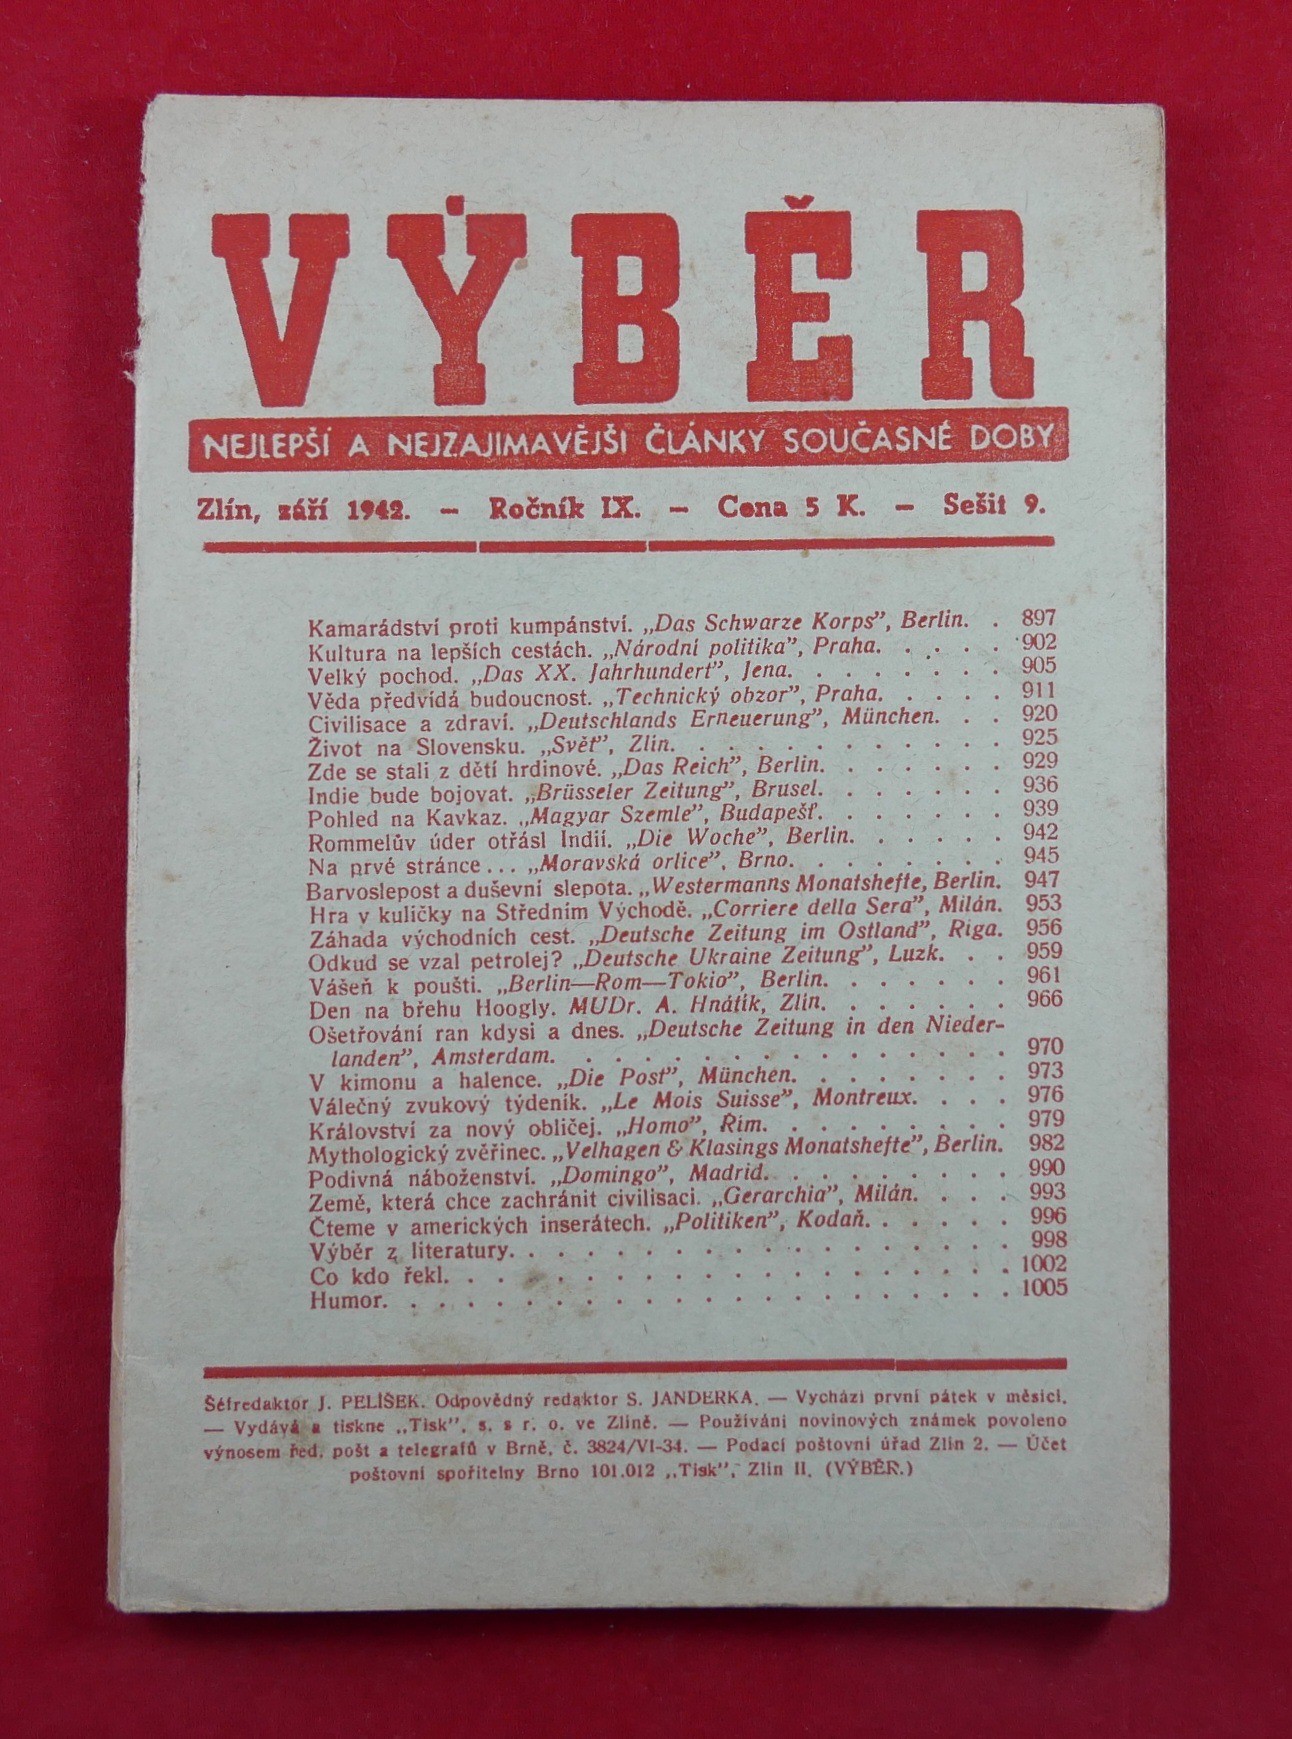 VÝBĚR
NEJLEPŠÍ A NEJZAJIMAVĚJŠI ČLÁNKY SOUČASNÉ DOBY
Zlín, září 1942. — Ročník IX. — Cena 5 K. — Sešit 9.
Kamarádství proti kumpánství. „Das Schwarze Korps”, Berlin. . 897
Kultura na lepších cestách. „Národní politika”, Praha. . . . . 902
Velký pochod. „Das XX. Jahrhundert”, Jena. . . . . . . . 905
Věda předvídá budoucnost. „Technický obzor”, Praha. . . . . 911
Civilisace a zdraví. „Deutschlands Erneuerung”, München. . . 920
Život na Slovensku. „Svět”, Zlín. . . . . . . . . . . . 925
Zde se stali z dětí hrdinové. „Das Reich”, Berlin. . . . . . . 929
Indie bude bojovat. „Brüsseler Zeitung”, Brusel. . . . . . . 936
Pohled na Kavkaz. „Magyar Szemle”, Budapešť. . . . . . . 939
Rommelův úder otřásl Indií. „Die Woche”, Berlin. . . . . . 942
Na prvé stránce... „Moravská orlice”, Brno. . . . . . . . 945
Barvoslepost a duševní slepota. „Westermanns Monatshefte, Berlin. 947
Hra v kuličky na Středním Východě. „Corriere della Sera”, Milán. 953
Záhada východních cest. „Deutsche Zeitung im Ostland”, Riga. 956
Odkud se vzal petrolej? „Deutsche Ukraine Zeitung”, Luzk. . . 959
Vášeň k poušti. „Berlin—Rom—Tokio”, Berlin. . . . . . . 961
Den na břehu Hoogly. MUDr. A. Hnátík, Zlín. . . . . . . 966
Ošetřování ran kdysi a dnes. „Deutsche Zeitung in den Nieder-
landen”, Amsterdam. . . . . . . . . . . . . . . . 970
V kimonu a halence. „Die Post”, München. . . . . . . . 973
Válečný zvukový týdeník. „Le Mois Suisse”, Montreux. . . . 976
Království za nový obličej. „Homo”, Řím. . . . . . . . . 979
Mythologický zvěřinec. „Velhagen & Klasings Monatshefte”, Berlin. 982
Podivná náboženství. „Domingo”, Madrid. . . . . . . . . 990
Země, která chce zachránit civilisaci. „Gerarchia”, Milán. . . . 993
Čteme v amerických inserátech. „Politiken”, Kodaň. . . . . . 996
Výběr z literatury. . . . . . . . . . . . . . . . . . 998
Co kdo řekl. . . . . . . . . . . . . . . . . . . . 1002
Humor. . . . . . . . . . . . . . . . . . . . . . 1005
Šéfredaktor J. PELÍŠEK. Odpovědný redaktor S. JANDERKA. — Vychází první pátek v měsíci.
— Vydává a tiskne „Tisk”, s. s r. o. ve Zlíně. — Používání novinových známek povoleno
výnosem řed. pošt a telegrafů v Brně, č. 3824/VI-34. — Podací poštovní úřad Zlín 2. — Účet
poštovní spořitelny Brno 101.012 „Tisk”, Zlín II. (VÝBĚR.)